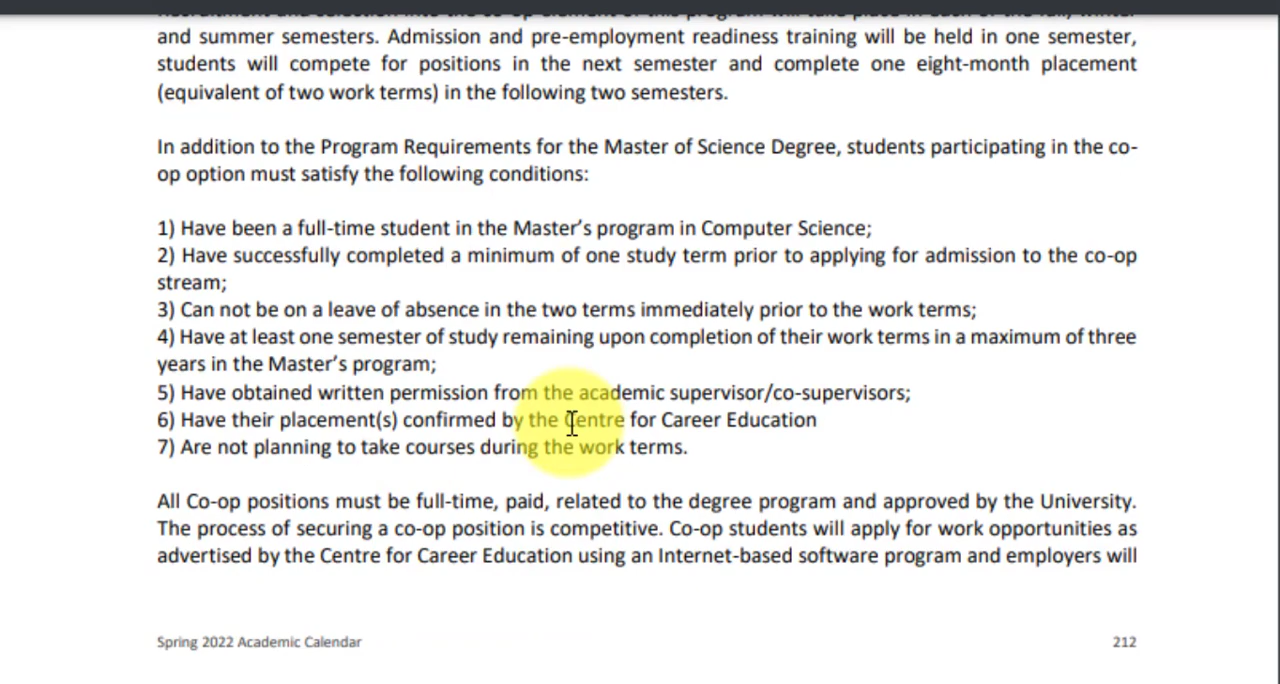 and summer semesters. Admission and pre-employment readiness training will be held in one semester,
students will compete for positions in the next semester and complete one eight-month placement
(equivalent of two work terms) in the following two semesters.
In addition to the Program Requirements for the Master of Science Degree, students participating in the co-
op option must satisfy the following conditions:
1) Have been a full-time student in the Master’s program in Computer Science;
2) Have successfully completed a minimum of one study term prior to applying for admission to the co-op
stream;
3) Can not be on a leave of absence in the two terms immediately prior to the work terms;
4) Have at least one semester of study remaining upon completion of their work terms in a maximum of three
years in the Master’s program;
5) Have obtained written permission from the academic supervisor/co-supervisors;
6) Have their placement(s) confirmed by the Centre for Career Education
7) Are not planning to take courses during the work terms.
All Co-op positions must be full-time, paid, related to the degree program and approved by the University.
The process of securing a co-op position is competitive. Co-op students will apply for work opportunities as
advertised by the Centre for Career Education using an Internet-based software program and employers will
Spring 2022 Academic Calendar 212